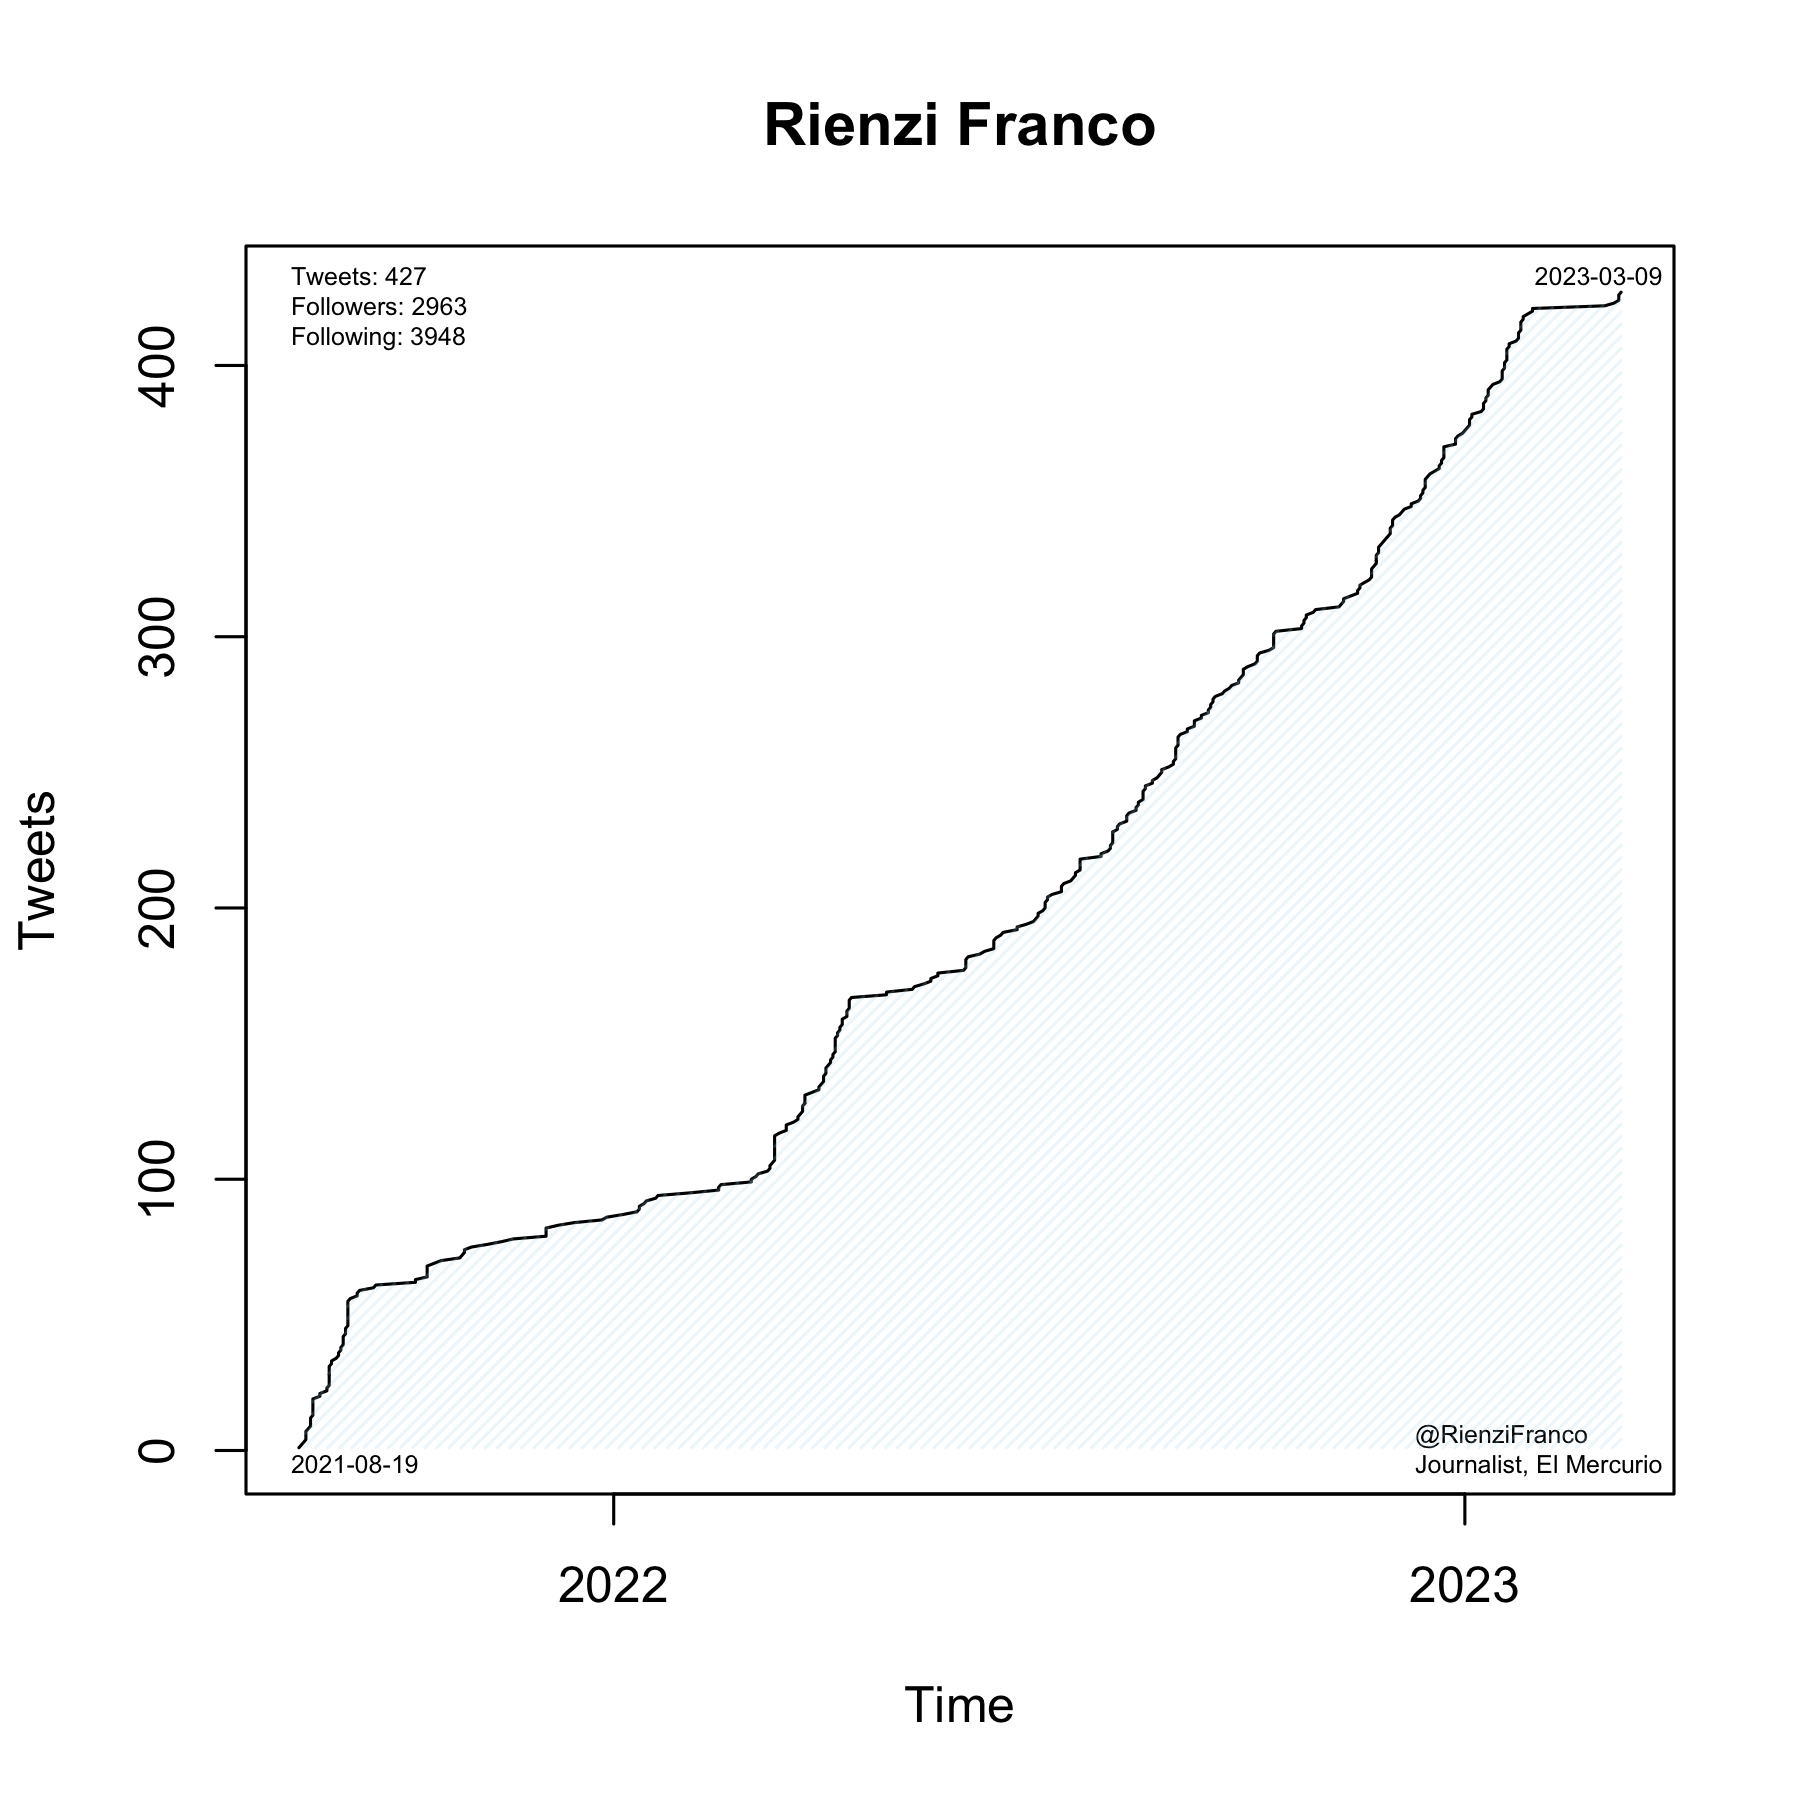 Rienzi Franco
Tweets: 427
Followers: 2963
Following: 3948
2023-03-09
400
300
200
100
0
Tweets
2021-08-19
@RienziFranco
Journalist, El Mercurio
2022
2023
Time